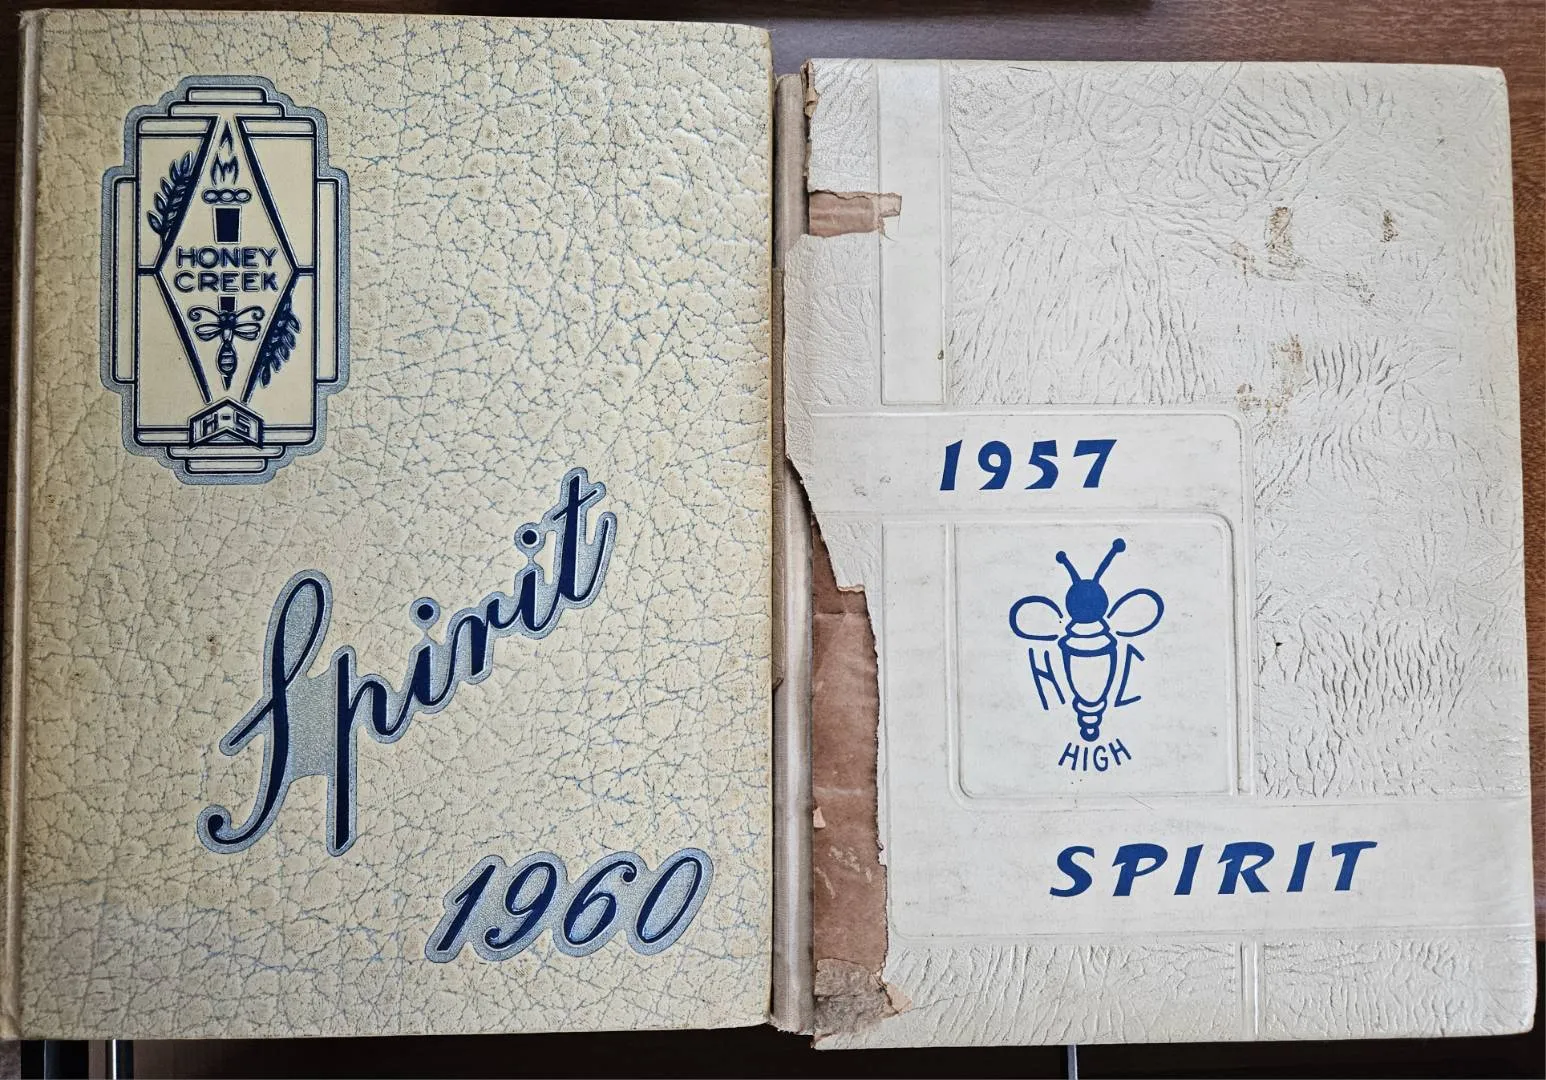 HONEY
CREEK
H S
Spirit
1960
1957
H C
HIGH
SPIRIT